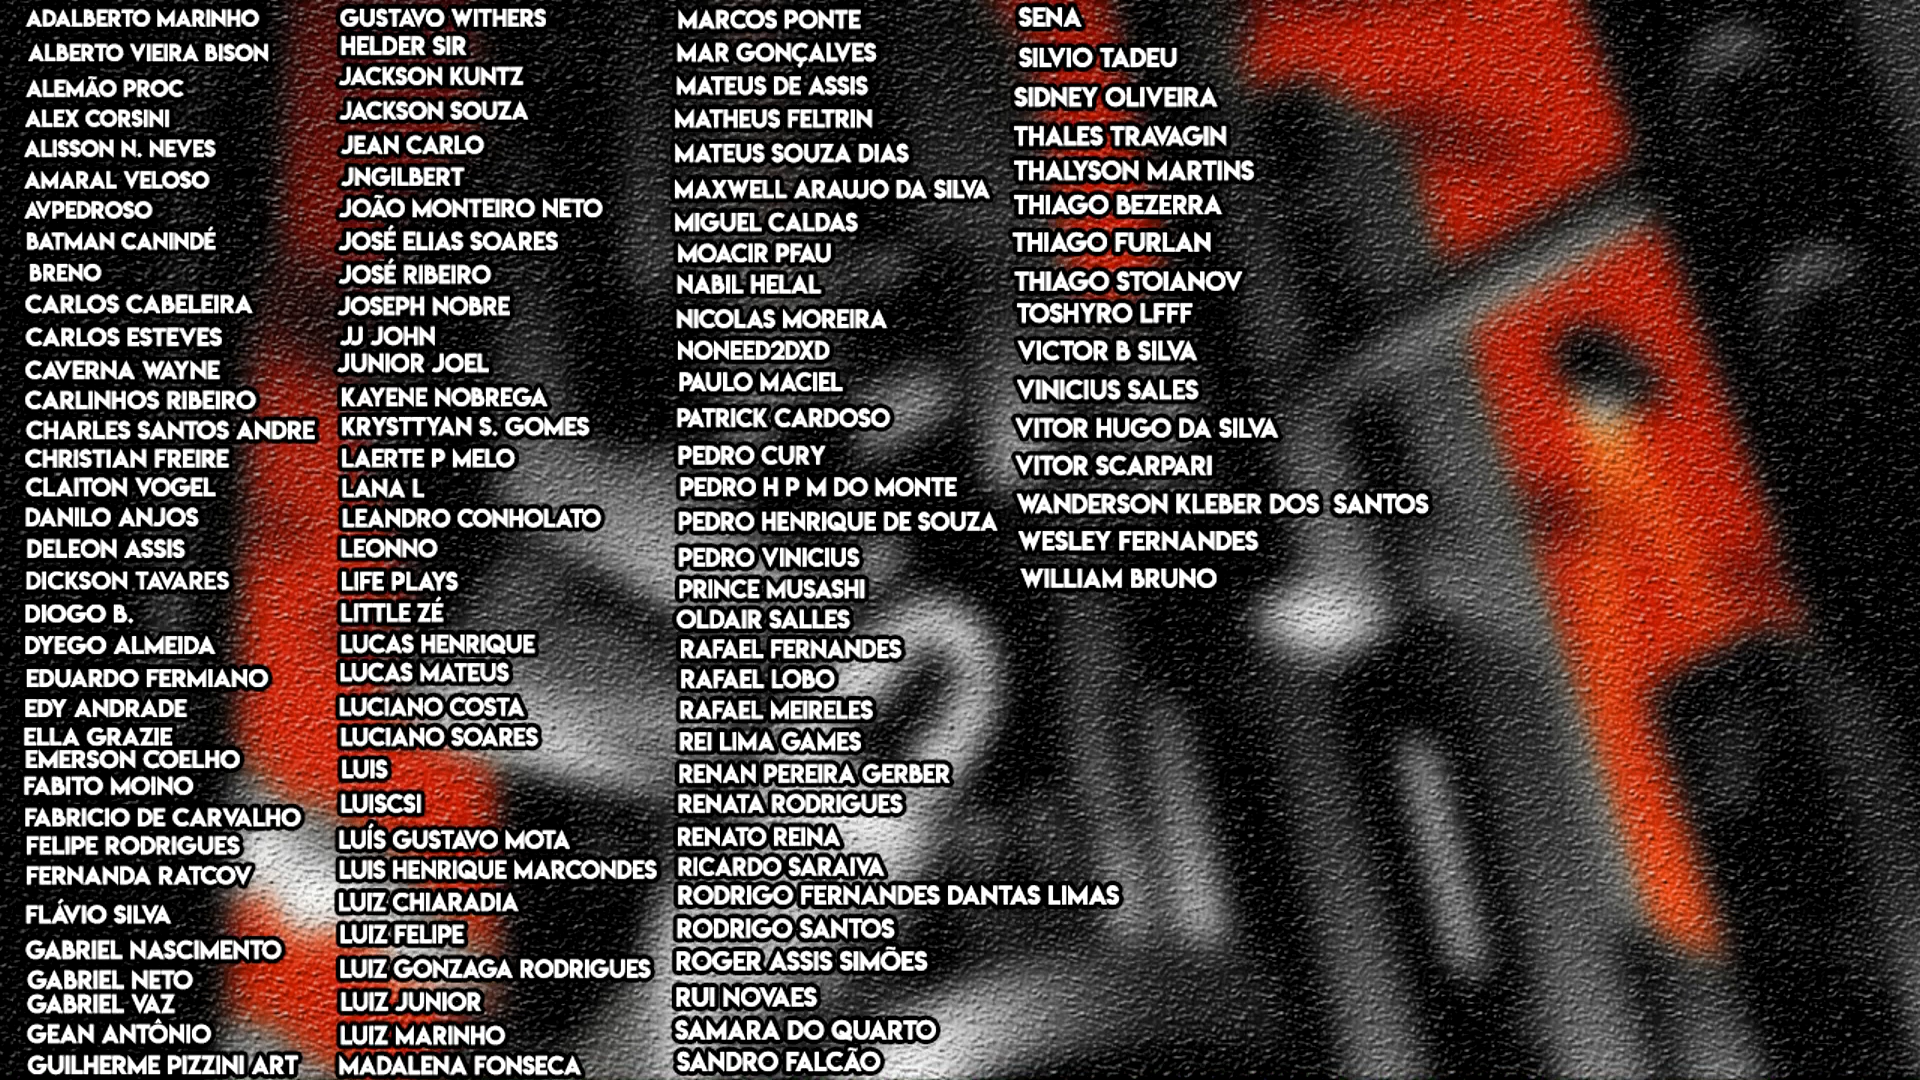 ADALBERTO MARINHO
ALBERTO VIEIRA BISON
ALEMÃO PROC
ALEX CORSINI
ALISSON N. NEVES
AMARAL VELOSO
AVPEDROSO
BATMAN CANINDÉ
BRENO
CARLOS CABELEIRA
CARLOS ESTEVES
CAVERNA WAYNE
CARLINHOS RIBEIRO
CHARLES SANTOS ANDRE
CHRISTIAN FREIRE
CLAITON VOGEL
DANILO ANJOS
DELEON ASSIS
DICKSON TAVARES
DIOGO B.
DYEGO ALMEIDA
EDUARDO FERMIANO
EDY ANDRADE
ELLA GRAZIE
EMERSON COELHO
FABITO MOINO
FABRICIO DE CARVALHO
FELIPE RODRIGUES
FERNANDA RATCOV
FLÁVIO SILVA
GABRIEL NASCIMENTO
GABRIEL NETO
GABRIEL VAZ
GEAN ANTÔNIO
GUILHERME PIZZINI ART
GUSTAVO WITHERS
HELDER SIR
JACKSON KUNTZ
JACKSON SOUZA
JEAN CARLO
JNGILBERT
JOÃO MONTEIRO NETO
JOSÉ ELIAS SOARES
JOSÉ RIBEIRO
JOSEPH NOBRE
JJ JOHN
JUNIOR JOEL
KAYENE NOBREGA
KRYSTTYAN S. GOMES
LAERTE P MELO
LANA L
LEANDRO CONHOLATO
LEONNO
LIFE PLAYS
LITTLE ZÉ
LUCAS HENRIQUE
LUCAS MATEUS
LUCIANO COSTA
LUCIANO SOARES
LUIS
LUISCSI
LUÍS GUSTAVO MOTA
LUIS HENRIQUE MARCONDES
LUIZ CHIARADIA
LUIZ FELIPE
LUIZ GONZAGA RODRIGUES
LUIZ JUNIOR
LUIZ MARINHO
MADALENA FONSECA
MARCOS PONTE
MAR GONÇALVES
MATEUS DE ASSIS
MATHEUS FELTRIN
MATEUS SOUZA DIAS
MAXWELL ARAUJO DA SILVA
MIGUEL CALDAS
MOACIR PFAU
NABIL HELAL
NICOLAS MOREIRA
NONEED2DXD
PAULO MACIEL
PATRICK CARDOSO
PEDRO CURY
PEDRO H P M DO MONTE
PEDRO HENRIQUE DE SOUZA
PEDRO VINICIUS
PRINCE MUSASHI
OLDAIR SALLES
RAFAEL FERNANDES
RAFAEL LOBO
RAFAEL MEIRELES
REI LIMA GAMES
RENAN PEREIRA GERBER
RENATA RODRIGUES
RENATO REINA
RICARDO SARAIVA
RODRIGO FERNANDES DANTAS LIMAS
RODRIGO SANTOS
ROGER ASSIS SIMÕES
RUI NOVAES
SAMARA DO QUARTO
SANDRO FALCÃO
SENA
SILVIO TADEU
SIDNEY OLIVEIRA
THALES TRAVAGIN
THALYSON MARTINS
THIAGO BEZERRA
THIAGO FURLAN
THIAGO STOIANOV
TOSHYRO LFFF
VICTOR B SILVA
VINICIUS SALES
VITOR HUGO DA SILVA
VITOR SCARPARI
WANDERSON KLEBER DOS SANTOS
WESLEY FERNANDES
WILLIAM BRUNO